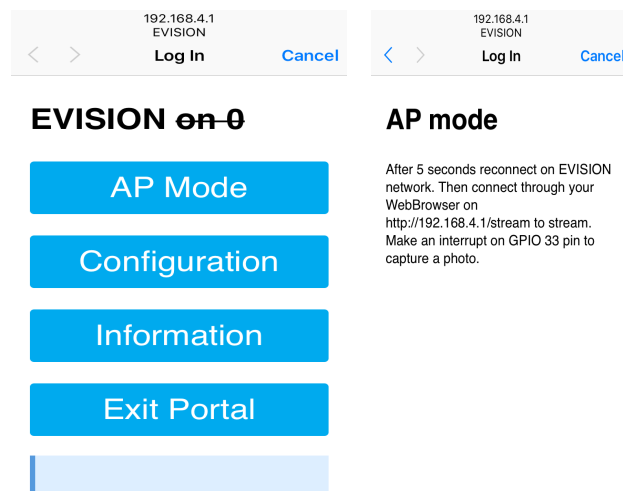 192.168.4.1
EVISION
Log In
Cancel
EVISION on 0
AP Mode
Configuration
Information
Exit Portal
192.168.4.1
EVISION
Log In
Cancel
AP mode
After 5 seconds reconnect on EVISION
network. Then connect through your
WebBrowser on
http://192.168.4.1/stream to stream.
Make an interrupt on GPIO 33 pin to
capture a photo.